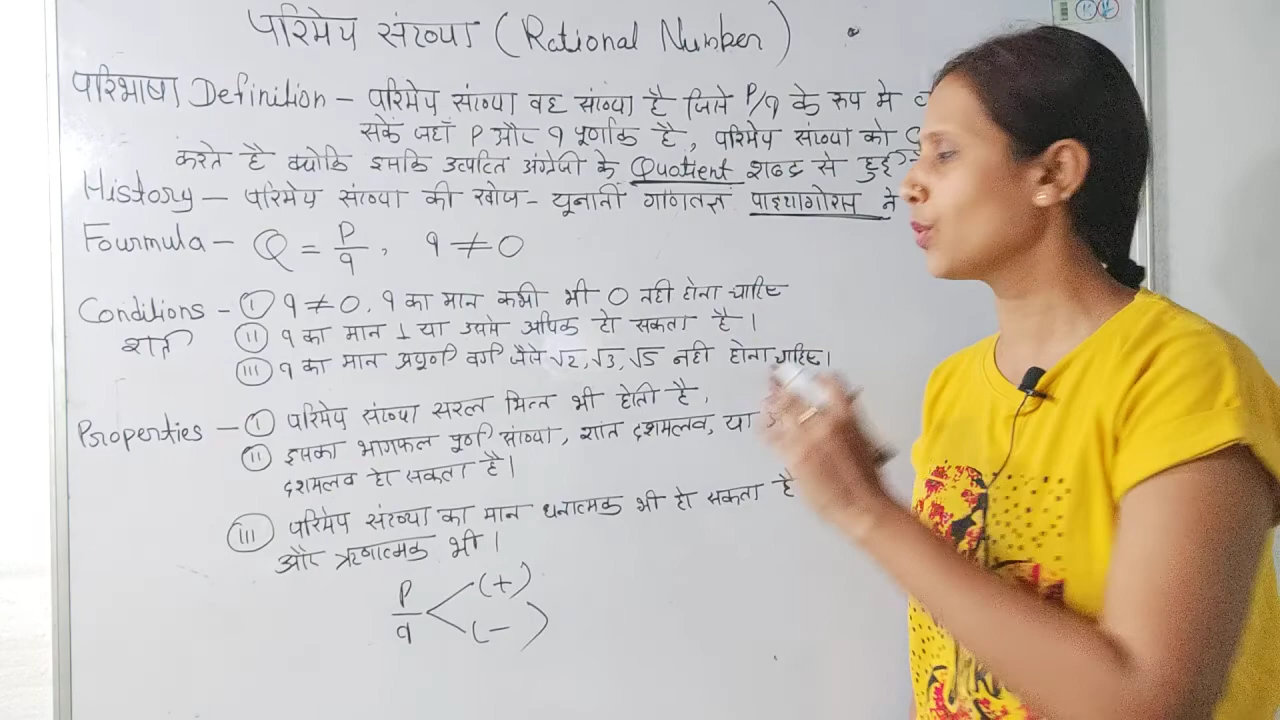 परिमेय संख्या (Rational Number)
परिभाषा Definition – परिमेय संख्या वह संख्या है जिसे P/q के रूप मे
सकें जहाँ P और q पूर्णाक है, परिमेय संख्या को Q
करते है क्योकि इसकि उत्पति अंग्रेजी के Quotient शब्द से हुई
History – परिमेय संख्या की खोज - यूनानी गणितज्ञ पाइथागोरस ने
Fourmula – Q = P/q, q ≠ 0
Conditions – (I) q ≠ 0, q का मान कभी भी 0 नही होना चाहिए
शर्त (II) q का मान 1 या उससे अधिक हो सकता है।
(III) q का मान अपूर्ण वर्ग जैसे √2, √3, √5 नही होना चाहिए।
Properties – (I) परिमेय संख्या सरल भिन्न भी होती है,
(II) इसका भागफल पूर्ण संख्या, शांत दशमलव, या
दशमलव हो सकता है।
(III) परिमेय संख्या का मान धनात्मक भी हो सकता है
और ऋणात्मक भी।
P/q < (+)
(-)